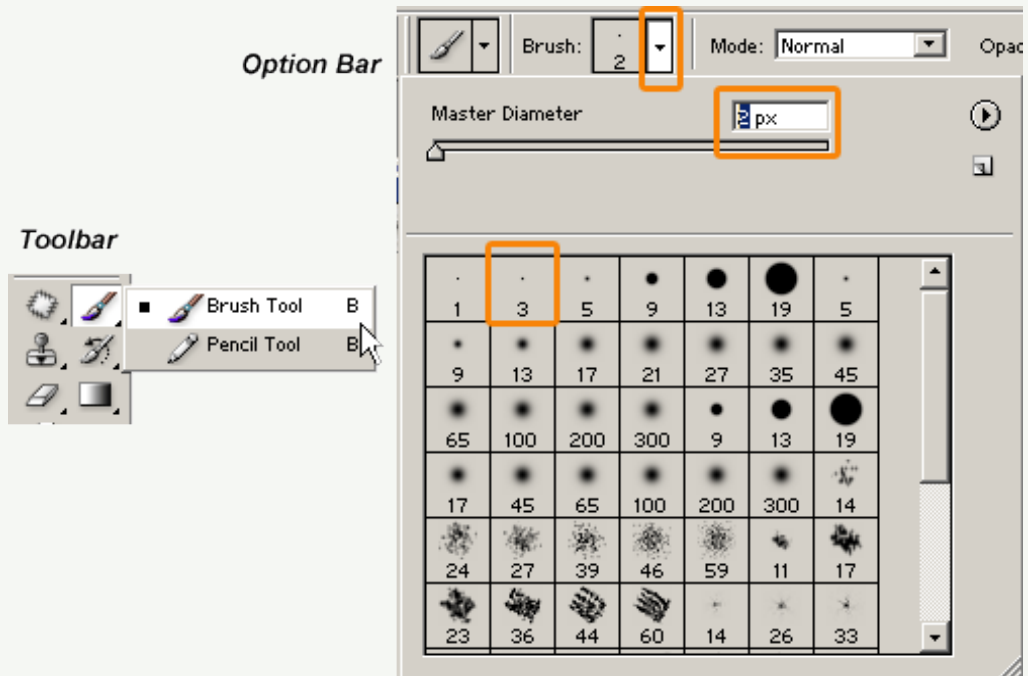 Option Bar
Brush: 2 Mode: Normal Opac
Master Diameter 2 px
Toolbar
Brush Tool B
Pencil Tool B
1 3 5 9 13 19 5
9 13 17 21 27 35 45
65 100 200 300 9 13 19
17 45 65 100 200 300 14
24 27 39 46 59 11 17
23 36 44 60 14 26 33